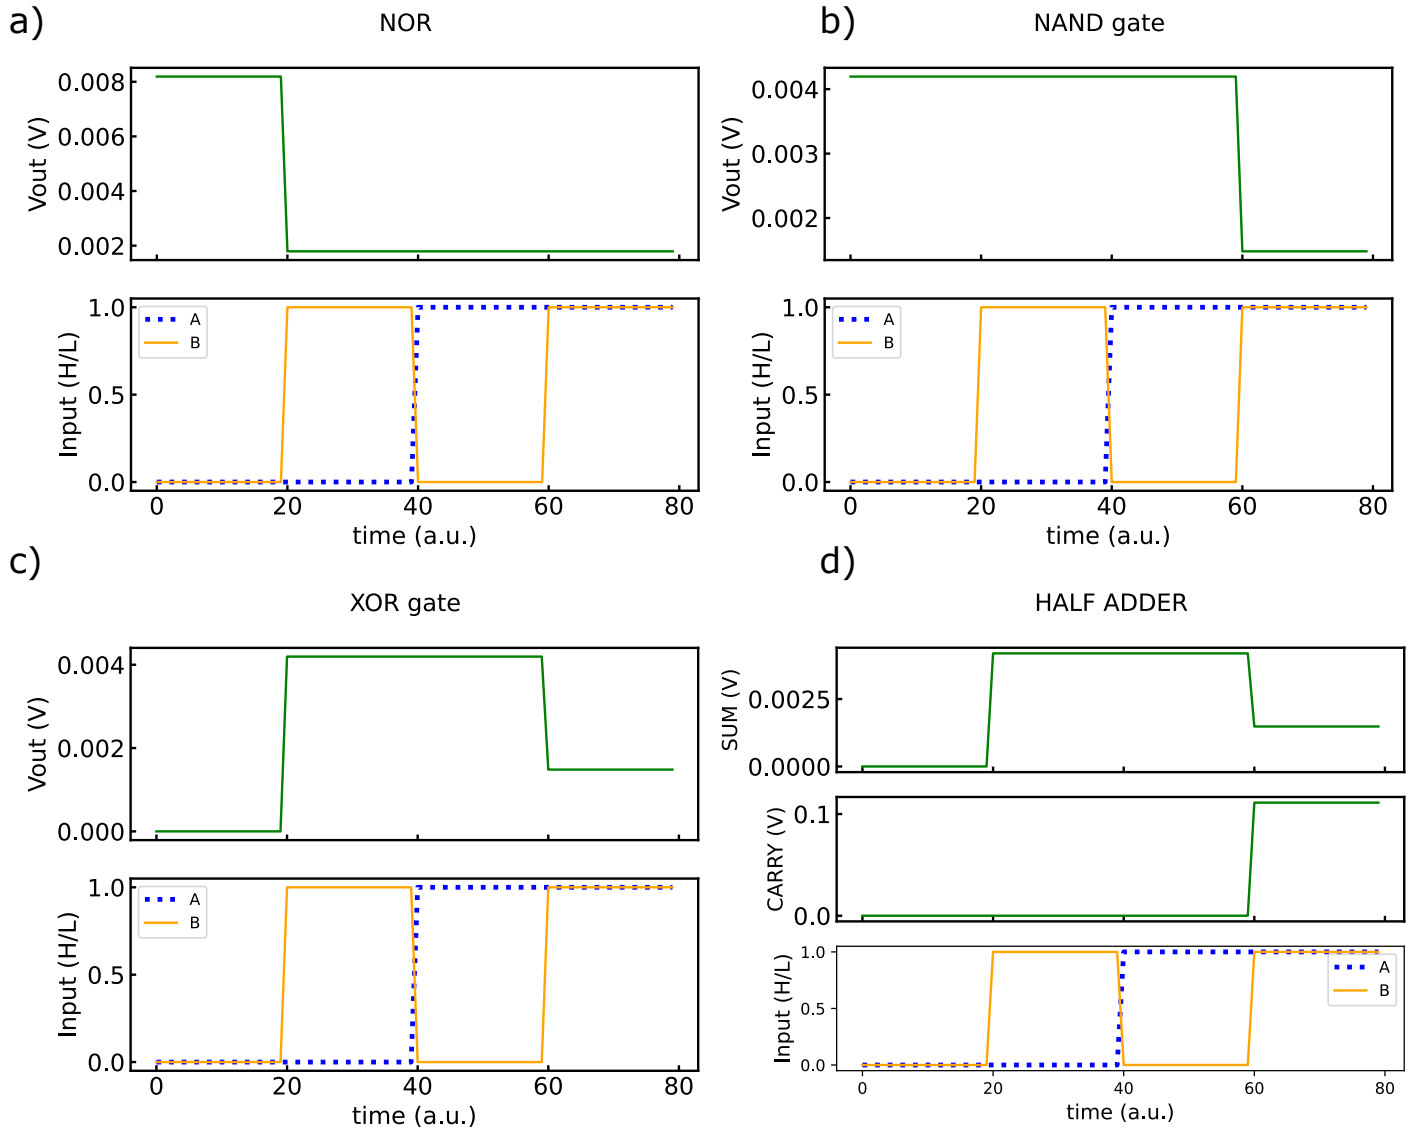 a)
NOR
0.008
0.006
0.004
0.002
Vout (V)
1.0
0.5
0.0
Input (H/L)
A
B
0 20 40 60 80
time (a.u.)
b)
NAND gate
0.004
0.003
0.002
Vout (V)
1.0
0.5
0.0
Input (H/L)
A
B
0 20 40 60 80
time (a.u.)
c)
XOR gate
0.004
0.002
0.000
Vout (V)
1.0
0.5
0.0
Input (H/L)
A
B
0 20 40 60 80
time (a.u.)
d)
HALF ADDER
0.0025
0.0000
SUM (V)
0.1
0.0
CARRY (V)
1.0
0.5
0.0
Input (H/L)
A
B
0 20 40 60 80
time (a.u.)